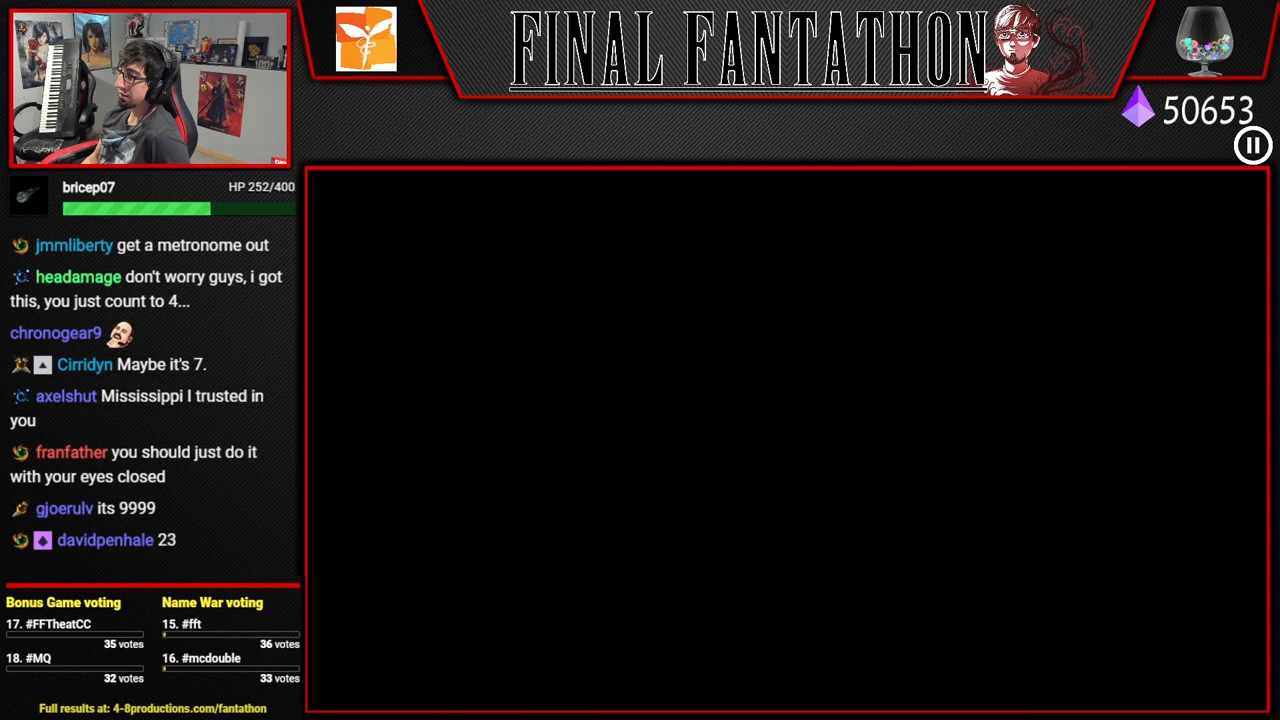 FINAL FANTATHON
50653
bricep07 HP 252/400
jmmliberty get a metronome out
headamage don't worry guys, i got
this, you just count to 4...
chronogear9
Cirridyn Maybe it's 7.
axelshut Mississippi I trusted in
you
franfather you should just do it
with your eyes closed
gjoerulv its 9999
davidpenhale 23
Bonus Game voting
17. #FFTheatCC
35 votes
18. #MQ
32 votes
Name War voting
15. #fft
36 votes
16. #mcdouble
33 votes
Full results at: 4-8productions.com/fantathon